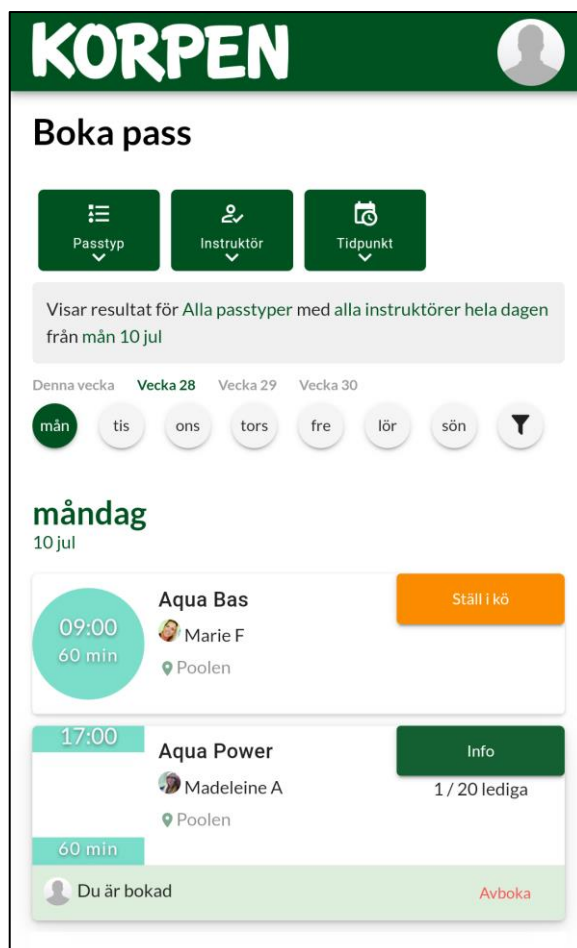 KORPEN
Boka pass
Passtyp
Instruktör
Tidpunkt
Visar resultat för Alla passtyper med alla instruktörer hela dagen
från mån 10 jul
Denna vecka Vecka 28 Vecka 29 Vecka 30
mån tis ons tors fre lör sön
måndag
10 jul
09:00
60 min
Aqua Bas
Marie F
Poolen
Ställ i kö
17:00
60 min
Aqua Power
Madeleine A
Poolen
Info
1 / 20 lediga
Du är bokad
Avboka